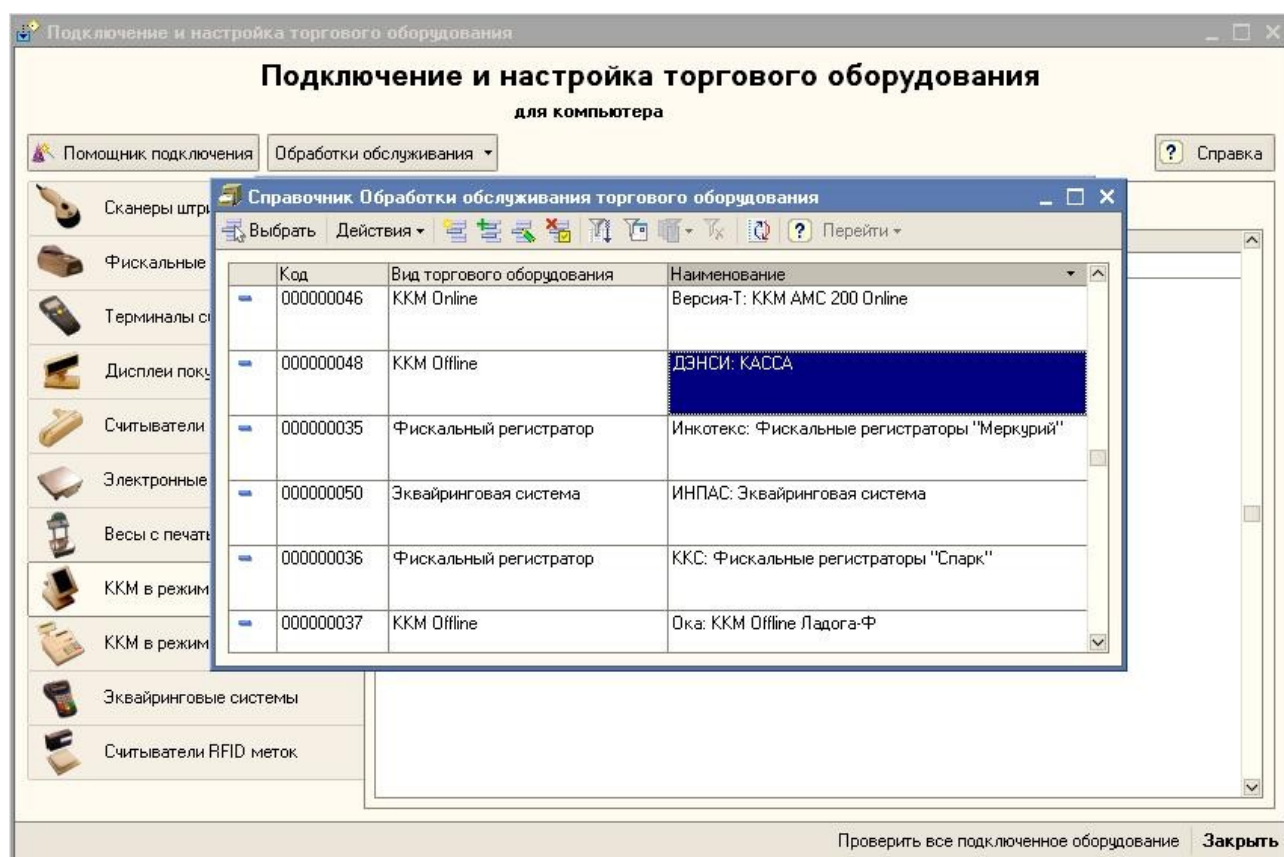 Подключение и настройка торгового оборудования
Подключение и настройка торгового оборудования
для компьютера
Помощник подключения Обработки обслуживания Справка
Сканеры
Справочник Обработки обслуживания торгового оборудования
Выбрать Действия Перейти
Фискальные
Код Вид торгового оборудования Наименование
000000046 ККМ Online Версия-Т: ККМ АМС 200 Online
Терминалы
000000048 ККМ Offline ДЭНСИ: КАССА
Дисплеи
Считыватели
000000035 Фискальный регистратор Инкотекс: Фискальные регистраторы "Меркурий"
Электронные
000000050 Эквайринговая система ИНПАС: Эквайринговая система
Весы с
000000036 Фискальный регистратор ККС: Фискальные регистраторы "Спарк"
ККМ в режим
000000037 ККМ Offline Ока: ККМ Offline Ладога-Ф
ККМ в режим
Эквайринговые системы
Считыватели RFID меток
Проверить все подключенное оборудование Закрыть